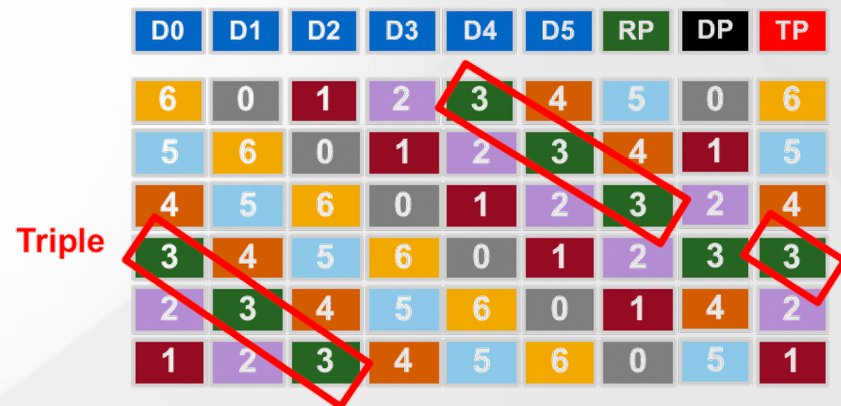 D0 D1 D2 D3 D4 D5 RP DP TP
6 0 1 2 3 4 5 0 6
5 6 0 1 2 3 4 1 5
4 5 6 0 1 2 3 2 4
Triple
3 4 5 6 0 1 2 3 3
2 3 4 5 6 0 1 4 2
1 2 3 4 5 6 0 5 1